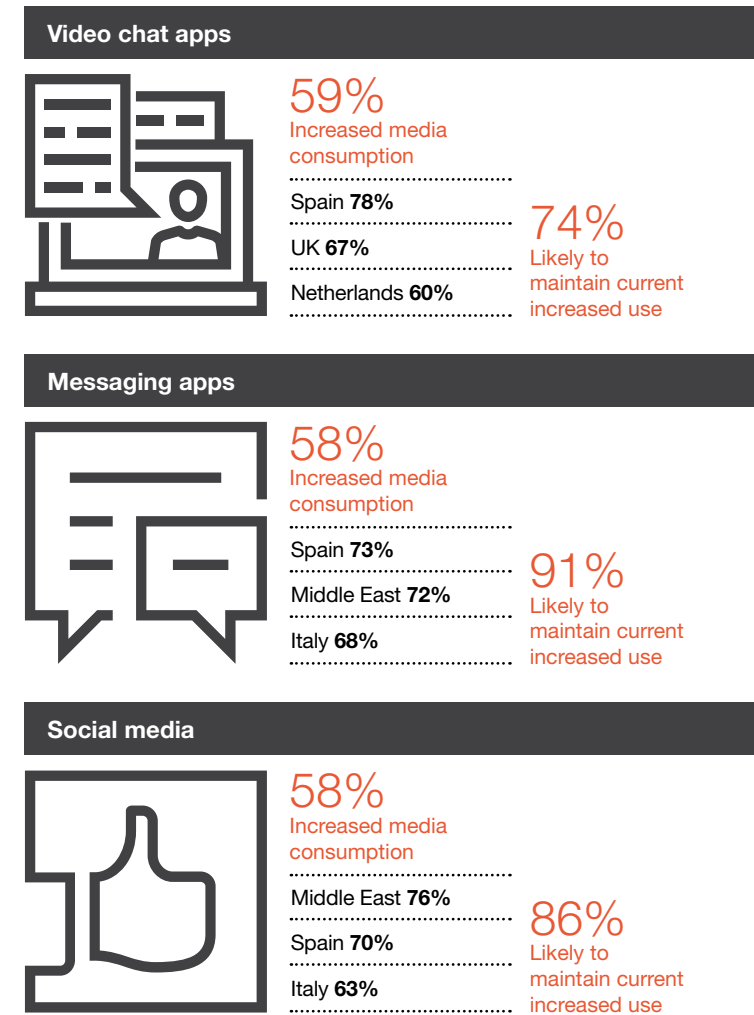 Video chat apps
59%
Increased media
consumption
Spain 78%
UK 67%
Netherlands 60%
74%
Likely to
maintain current
increased use
Messaging apps
58%
Increased media
consumption
Spain 73%
Middle East 72%
Italy 68%
91%
Likely to
maintain current
increased use
Social media
58%
Increased media
consumption
Middle East 76%
Spain 70%
Italy 63%
86%
Likely to
maintain current
increased use